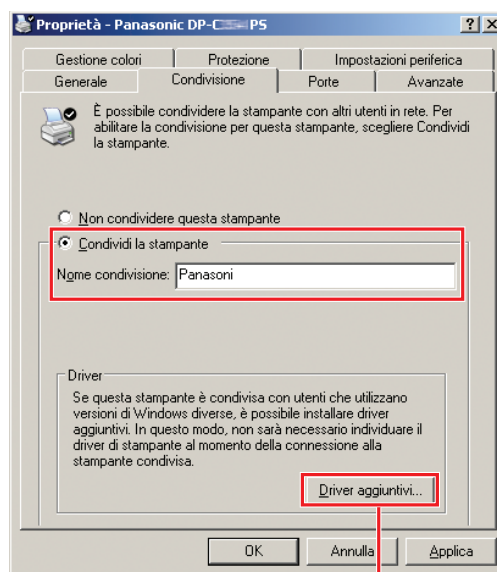 Proprietà - Panasonic DP-C PS
Gestione colori Protezione Impostazioni periferica
Generale Condivisione Porte Avanzate
È possibile condividere la stampante con altri utenti in rete. Per
abilitare la condivisione per questa stampante, scegliere Condividi
la stampante.
Non condividere questa stampante
Condividi la stampante
Nome condivisione: Panasoni
Driver
Se questa stampante è condivisa con utenti che utilizzano
versioni di Windows diverse, è possibile installare driver
aggiuntivi. In questo modo, non sarà necessario individuare il
driver di stampante al momento della connessione alla
stampante condivisa.
Driver aggiuntivi...
OK Annulla Applica